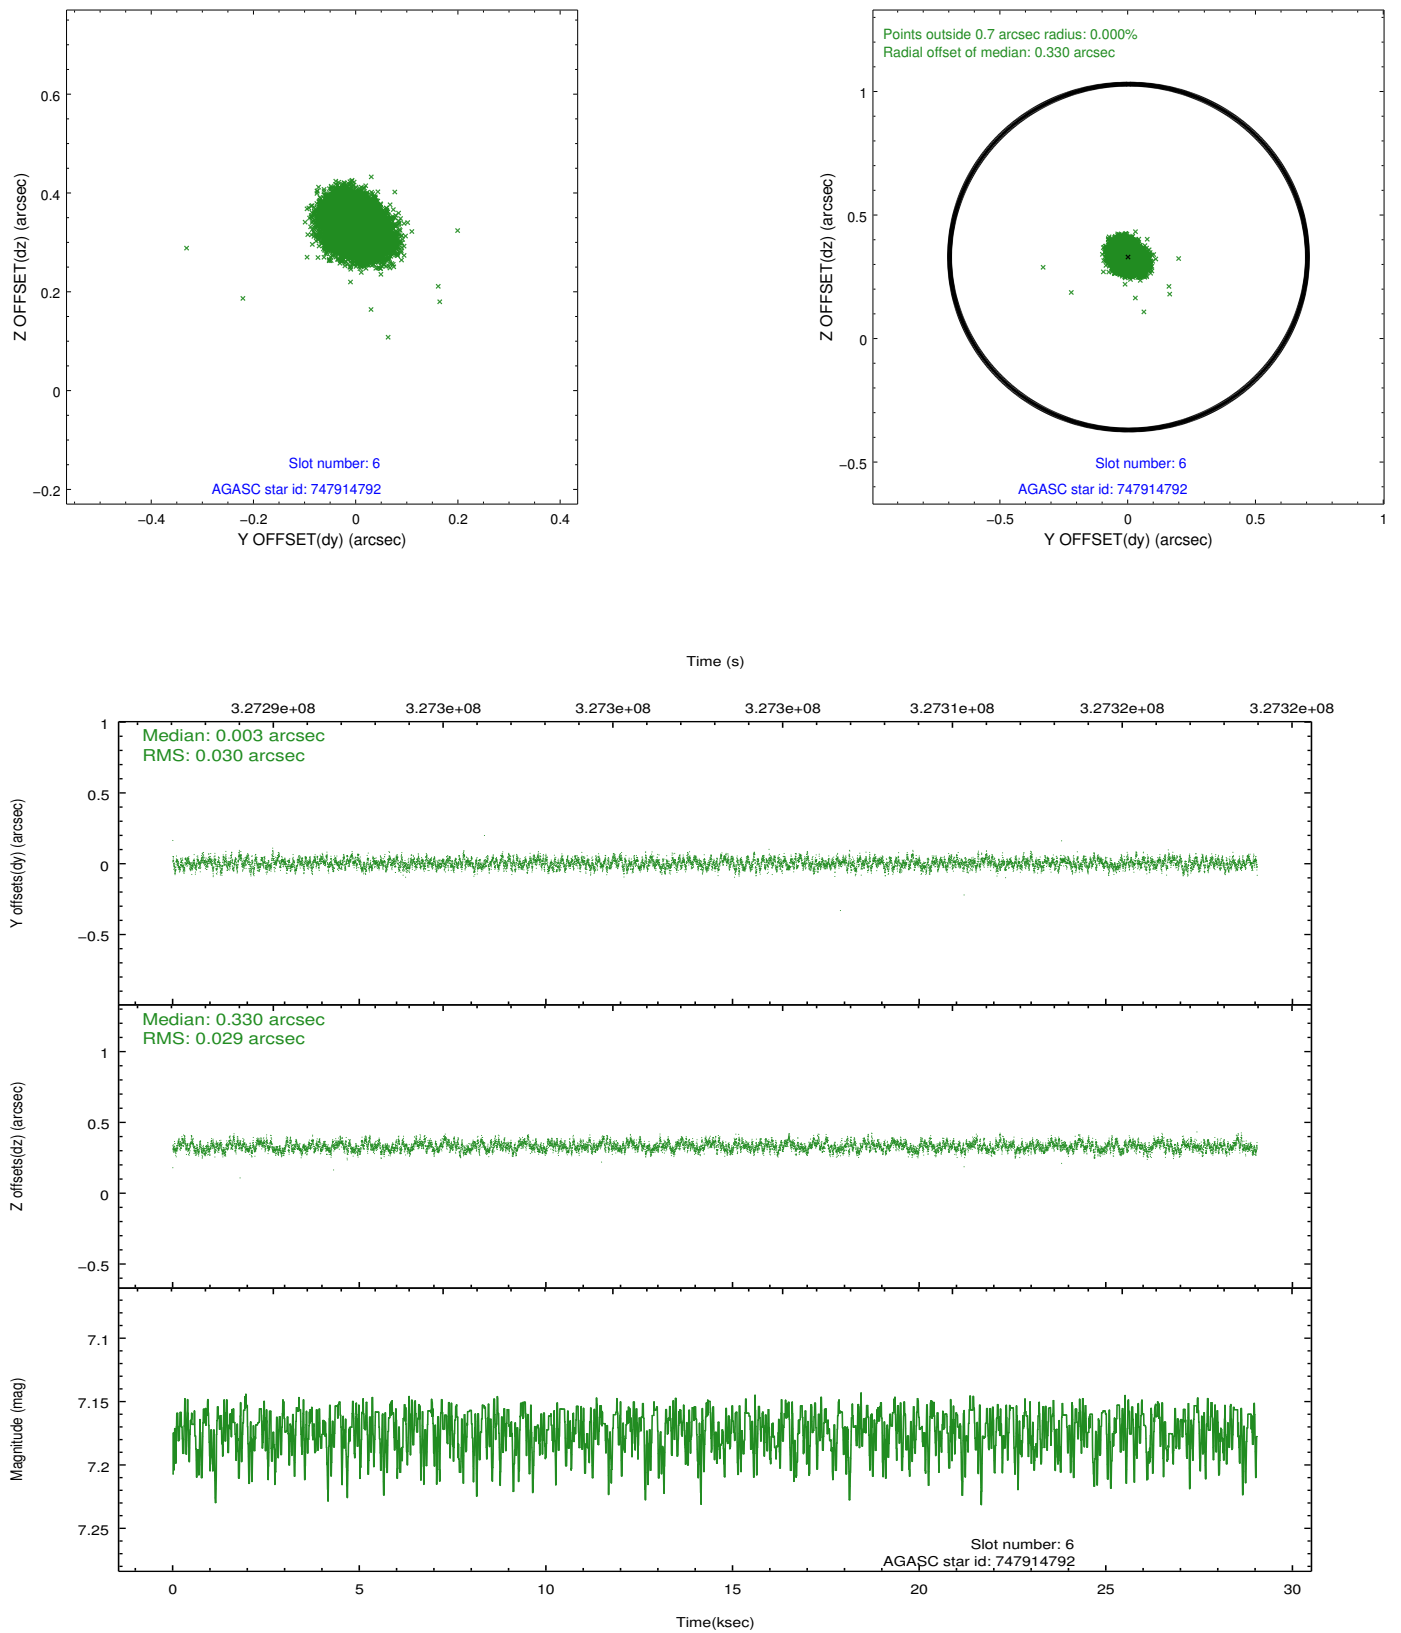 0.6
0.4
0.2
0
−0.2
−0.4
−0.2
0
0.2
0.4
Z OFFSET(dz) (arcsec)
Y OFFSET(dy) (arcsec)
Slot number: 6
AGASC star id: 747914792
Points outside 0.7 arcsec radius: 0.000%
Radial offset of median: 0.330 arcsec
1
0.5
0
−0.5
−0.5
0
0.5
1
Z OFFSET(dz) (arcsec)
Y OFFSET(dy) (arcsec)
Slot number: 6
AGASC star id: 747914792
Time (s)
3.2729e+08
3.273e+08
3.273e+08
3.273e+08
3.2731e+08
3.2732e+08
3.2732e+08
Median: 0.003 arcsec
RMS: 0.030 arcsec
1
0.5
0
−0.5
Y offsets(dy) (arcsec)
Median: 0.330 arcsec
RMS: 0.029 arcsec
1
0.5
0
−0.5
Z offsets(dz) (arcsec)
7.1
7.15
7.2
7.25
Magnitude (mag)
Slot number: 6
AGASC star id: 747914792
0
5
10
15
20
25
30
Time(ksec)